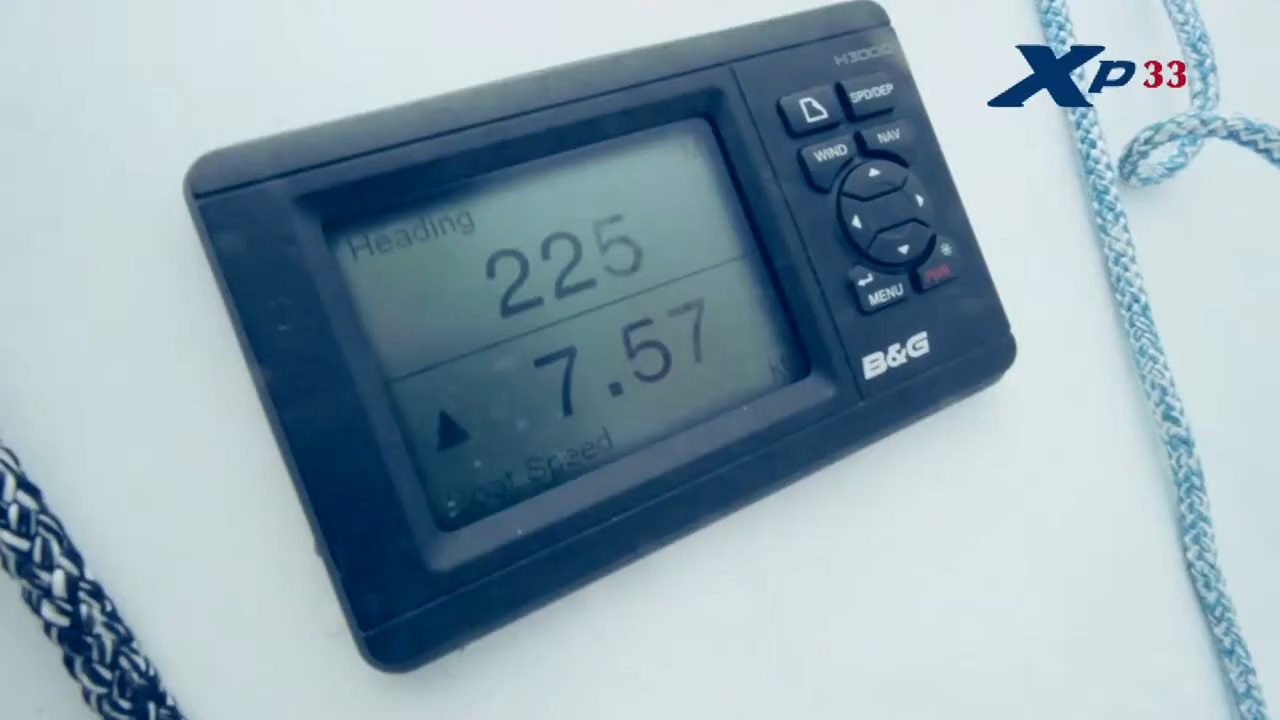 Xp 33
H3000
SPD/DEP
WIND
NAV
Heading
225
7.57
Boat Speed
MENU
PWR
B&G